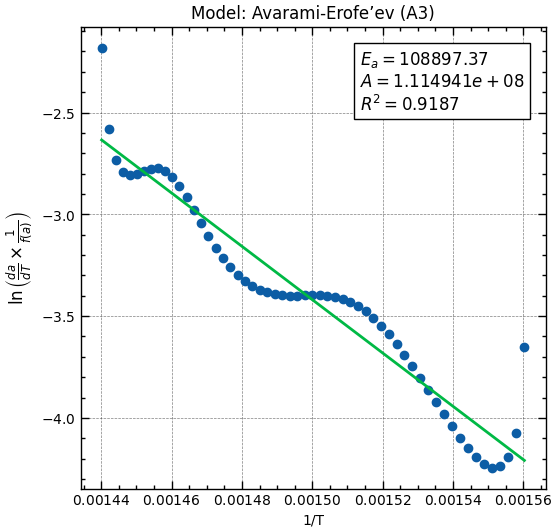 Model: Avarami-Erofe’ev (A3)
E_a = 108897.37
A = 1.114941e + 08
R² = 0.9187
ln(da/dT × 1/f(a))
−2.5
−3.0
−3.5
−4.0
0.00144 0.00146 0.00148 0.00150 0.00152 0.00154 0.00156
1/T